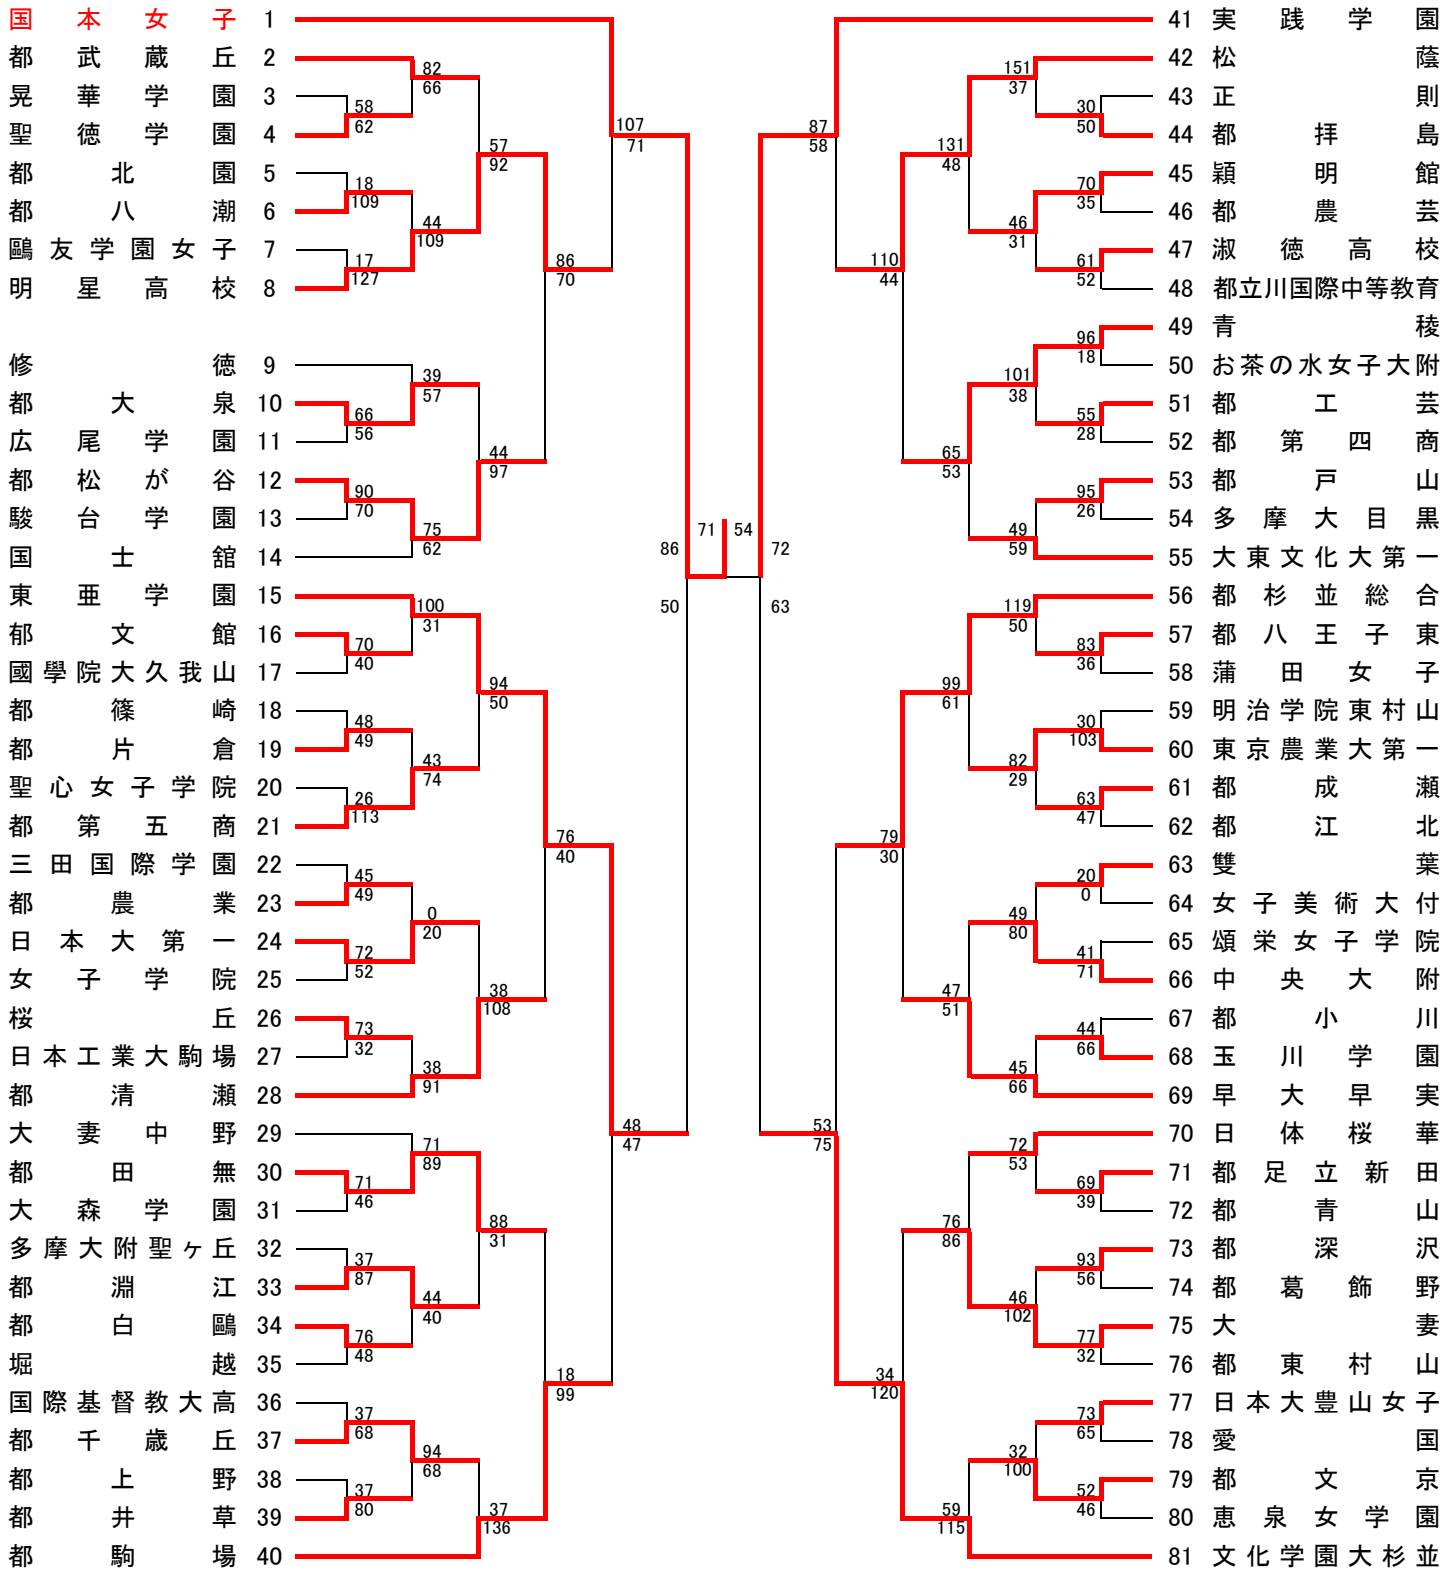 国本女子 1
都武蔵丘 2
晃華学園 3
聖徳学園 4
都北園 5
都八潮 6
鷗友学園女子 7
明星高校 8
修徳 9
都大泉 10
広尾学園 11
都松が谷 12
駿台学園 13
国士舘 14
東亜学園 15
郁文館 16
國學院大久我山 17
都篠崎 18
都片倉 19
聖心女子学院 20
都第五商 21
三田国際学園 22
都農業 23
日本大第一 24
女子学院 25
桜丘 26
日本工業大駒場 27
都清瀬 28
大妻中野 29
都田無 30
大森学園 31
多摩大附聖ヶ丘 32
都淵江 33
都白鷗 34
堀越 35
国際基督教大高 36
都千歳丘 37
都上野 38
都井草 39
都駒場 40
58
62
18
109
17
127
66
56
90
70
70
40
48
49
26
113
45
49
72
52
73
32
71
46
37
87
76
48
37
68
37
80
82
66
44
109
39
57
75
62
100
31
43
74
0
20
38
91
71
89
44
40
94
68
57
92
44
97
94
50
38
108
88
31
37
136
86
70
76
40
18
99
107
71
48
47
86
50
71 54
72
63
87
58
53
75
110
44
79
30
34
120
131
48
65
53
99
61
47
51
76
86
59
115
151
37
46
31
101
38
49
59
119
50
82
29
49
80
45
66
72
53
46
102
32
100
30
50
70
35
61
52
96
18
55
28
95
26
83
36
30
103
63
47
20
0
41
71
44
66
69
39
93
56
77
32
73
65
52
46
41 実践学園
42 松蔭
43 正則
44 都拝島
45 穎明館
46 都農芸
47 淑徳高校
48 都立川国際中等教育
49 青稜
50 お茶の水女子大附
51 都工芸
52 都第四商
53 都戸山
54 多摩大目黒
55 大東文化大第一
56 都杉並総合
57 都八王子東
58 蒲田女子
59 明治学院東村山
60 東京農業大第一
61 都成瀬
62 都江北
63 雙葉
64 女子美術大付
65 頌栄女子学院
66 中央大附
67 都小川
68 玉川学園
69 早大早実
70 日体桜華
71 都足立新田
72 都青山
73 都深沢
74 都葛飾野
75 大妻
76 都東村山
77 日本大豊山女子
78 愛国
79 都文京
80 恵泉女学園
81 文化学園大杉並